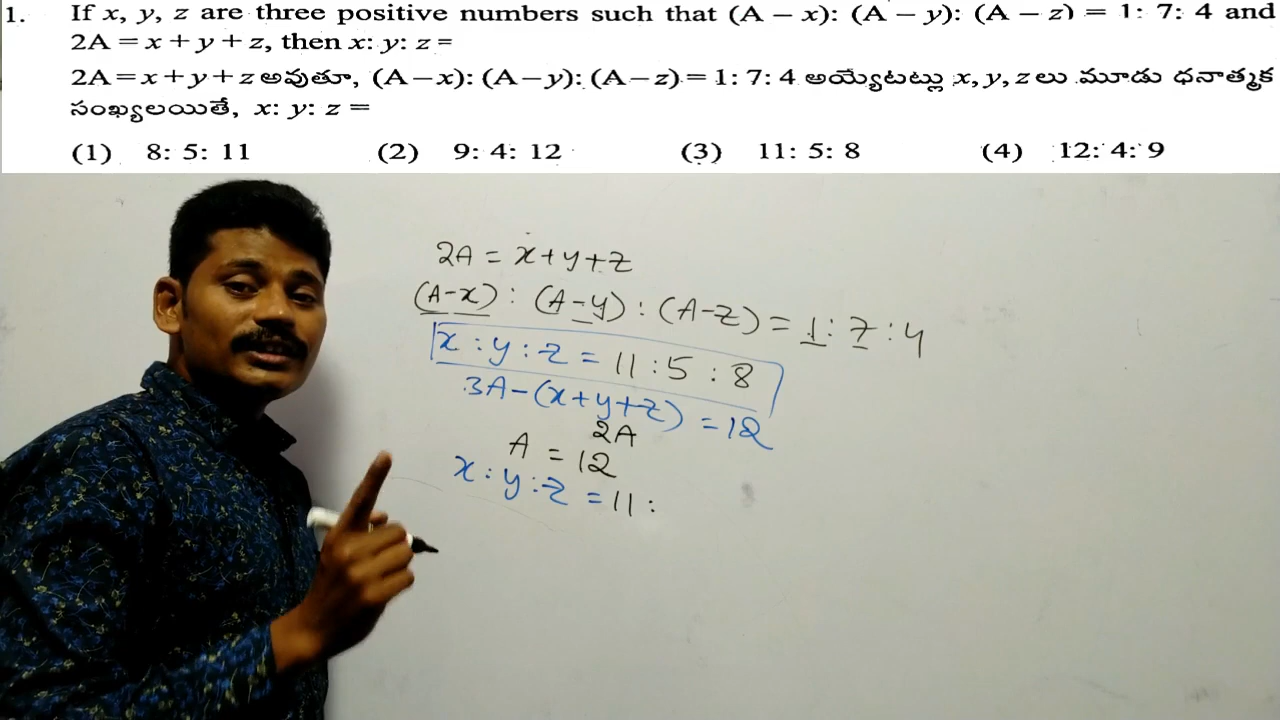 1. If x, y, z are three positive numbers such that (A – x): (A – y): (A – z) = 1: 7: 4 and
2A = x + y + z, then x: y: z =
2A = x + y + z అవుతూ, (A – x): (A – y): (A – z) = 1: 7: 4 అయ్యేటట్లు x, y, z లు మూడు ధనాత్మక
సంఖ్యలయితే, x: y: z =
(1) 8: 5: 11 (2) 9: 4: 12 (3) 11: 5: 8 (4) 12: 4: 9
2A = x+y+z
(A-x) : (A-y) : (A-z) = 1 : 7 : 4
x : y : z = 11 : 5 : 8
3A-(x+y+z) = 12
2A
A = 12
x : y : z = 11 :